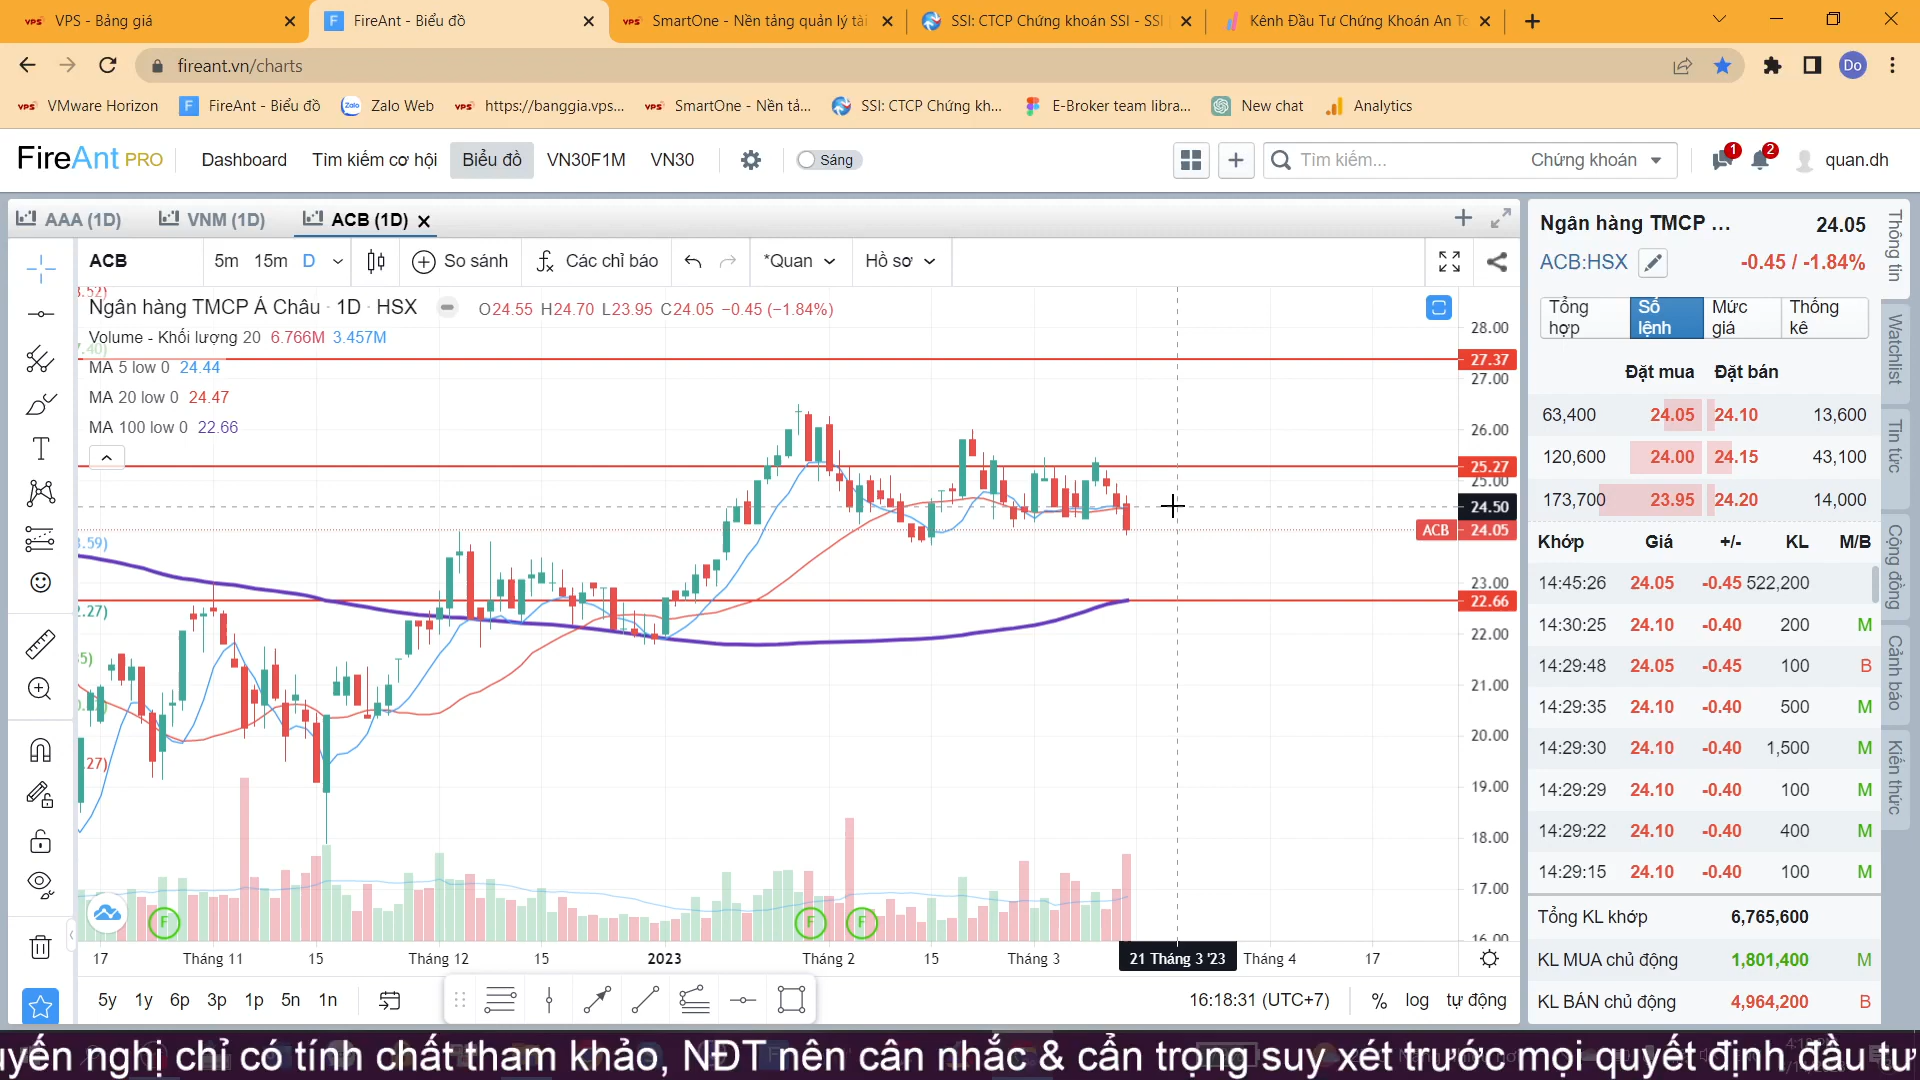 VPS - Bảng giá
FireAnt - Biểu đồ
SmartOne - Nền tảng quản lý tài
SSI: CTCP Chứng khoán SSI - SSI
Kênh Đầu Tư Chứng Khoán An To
fireant.vn/charts
Do
VMware Horizon
FireAnt - Biểu đồ
Zalo Web
https://banggia.vps...
SmartOne - Nền tả...
SSI: CTCP Chứng kh...
E-Broker team libra...
New chat
Analytics
FireAnt PRO
Dashboard
Tìm kiếm cơ hội
Biểu đồ
VN30F1M
VN30
Sáng
Tìm kiếm...
Chứng khoán
1
2
quan.dh
AAA (1D)
VNM (1D)
ACB (1D)
ACB
5m 15m D
So sánh
Các chỉ báo
*Quan
Hồ sơ
Ngân hàng TMCP Á Châu · 1D · HSX
O24.55 H24.70 L23.95 C24.05 −0.45 (−1.84%)
Volume - Khối lượng 20 6.766M 3.457M
MA 5 low 0 24.44
MA 20 low 0 24.47
MA 100 low 0 22.66
28.00
27.37
27.00
26.00
25.27
25.00
24.50
ACB 24.05
23.00
22.66
22.00
21.00
20.00
19.00
18.00
17.00
16.00
F
F
F
17 Tháng 11 15 Tháng 12 15 2023 Tháng 2 15 Tháng 3 21 Tháng 3 '23 Tháng 4 17
5y 1y 6p 3p 1p 5n 1n
16:18:31 (UTC+7) % log tự động
Ngân hàng TMCP ... 24.05
ACB:HSX -0.45 / -1.84%
Tổng hợp
Sổ lệnh
Mức giá
Thống kê
Đặt mua Đặt bán
63,400 24.05 24.10 13,600
120,600 24.00 24.15 43,100
173,700 23.95 24.20 14,000
Khớp Giá +/- KL M/B
14:45:26 24.05 -0.45 522,200
14:30:25 24.10 -0.40 200 M
14:29:48 24.05 -0.45 100 B
14:29:35 24.10 -0.40 500 M
14:29:30 24.10 -0.40 1,500 M
14:29:29 24.10 -0.40 100 M
14:29:22 24.10 -0.40 400 M
14:29:15 24.10 -0.40 100 M
Tổng KL khớp 6,765,600
KL MUA chủ động 1,801,400 M
KL BÁN chủ động 4,964,200 B
Thông tin
Watchlist
Tin tức
Cộng đồng
Cảnh báo
Kiến thức
uyến nghị chỉ có tính chất tham khảo, NĐT nên cân nhắc & cẩn trọng suy xét trước mọi quyết định đầu tư